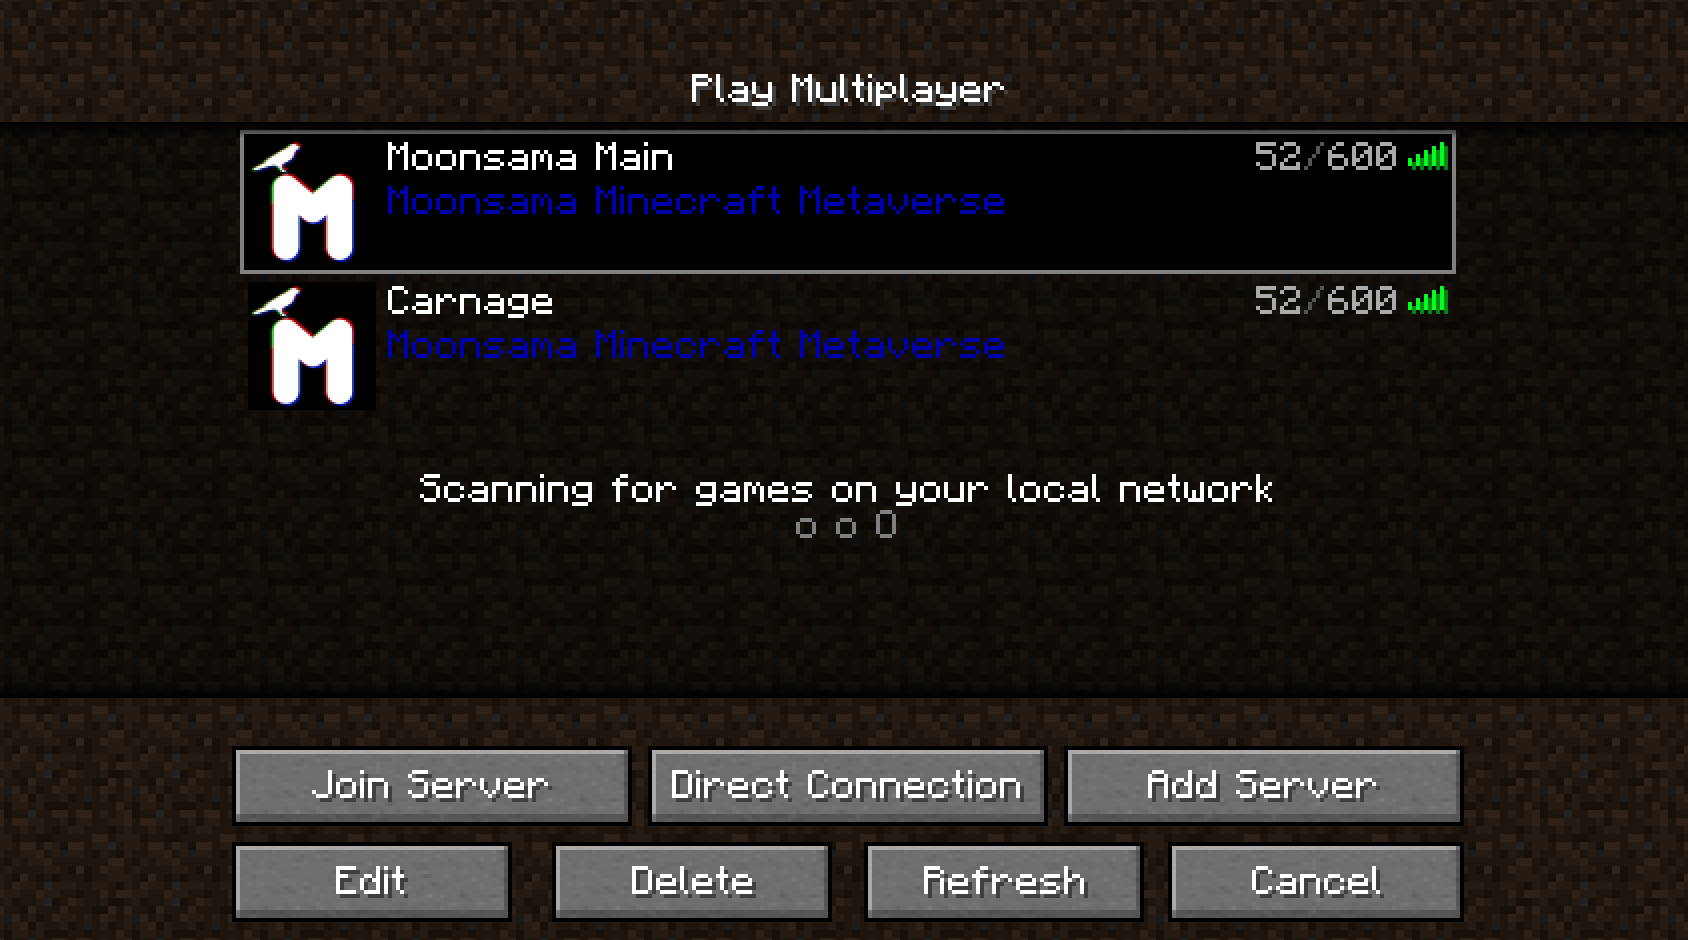 Play Multiplayer
M
Moonsama Main 52/600
Moonsama Minecraft Metaverse
M
Carnage 52/600
Moonsama Minecraft Metaverse
Scanning for games on your local network
o o O
Join Server Direct Connection Add Server
Edit Delete Refresh Cancel